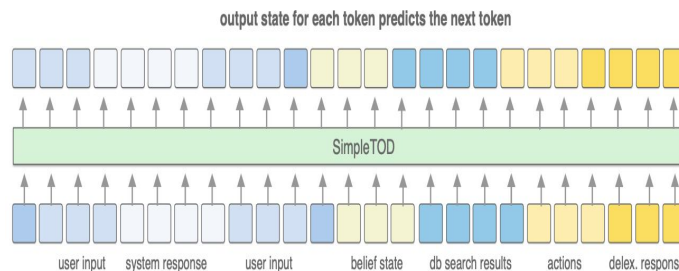 output state for each token predicts the next token
SimpleTOD
user input system response user input belief state db search results actions delex. respons